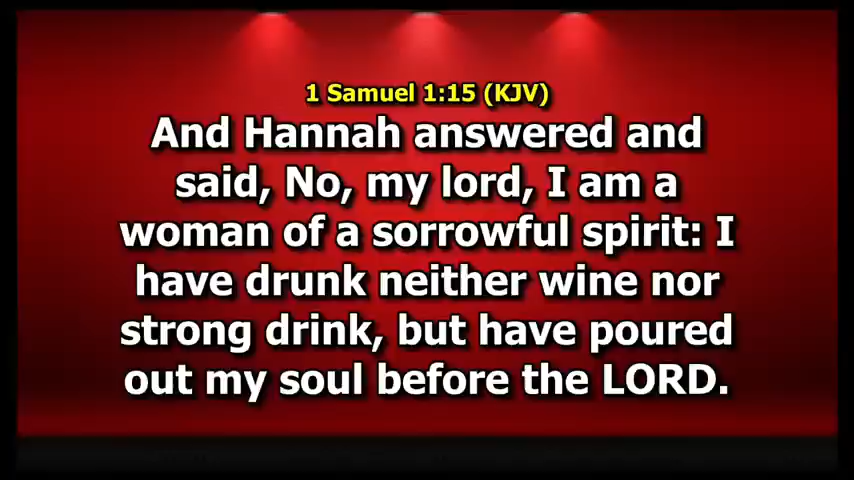 1 Samuel 1:15 (KJV)
And Hannah answered and
said, No, my lord, I am a
woman of a sorrowful spirit: I
have drunk neither wine nor
strong drink, but have poured
out my soul before the LORD.